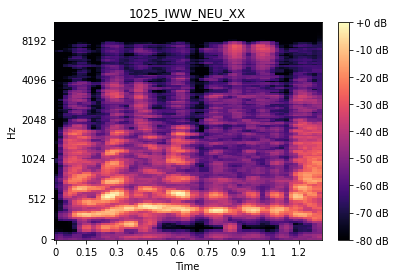 1025_IWW_NEU_XX
Hz
8192
4096
2048
1024
512
0
0 0.15 0.3 0.45 0.6 0.75 0.9 1.1 1.2
Time
+0 dB
-10 dB
-20 dB
-30 dB
-40 dB
-50 dB
-60 dB
-70 dB
-80 dB